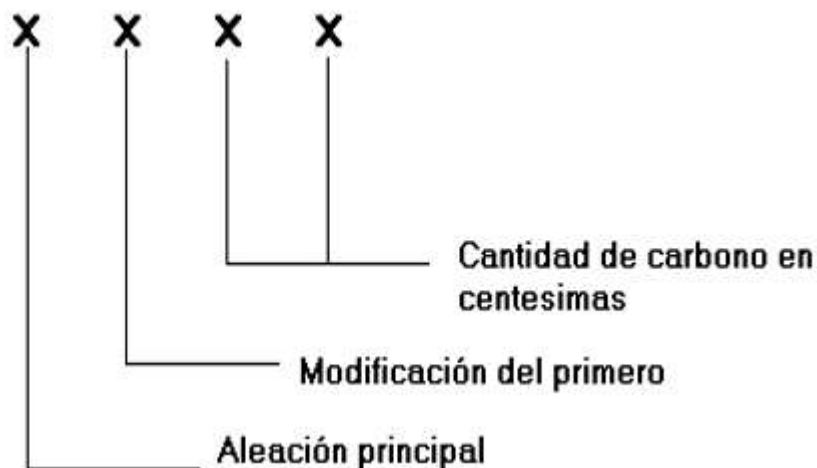 X X X X
Cantidad de carbono en
centesimas
Modificación del primero
Aleación principal